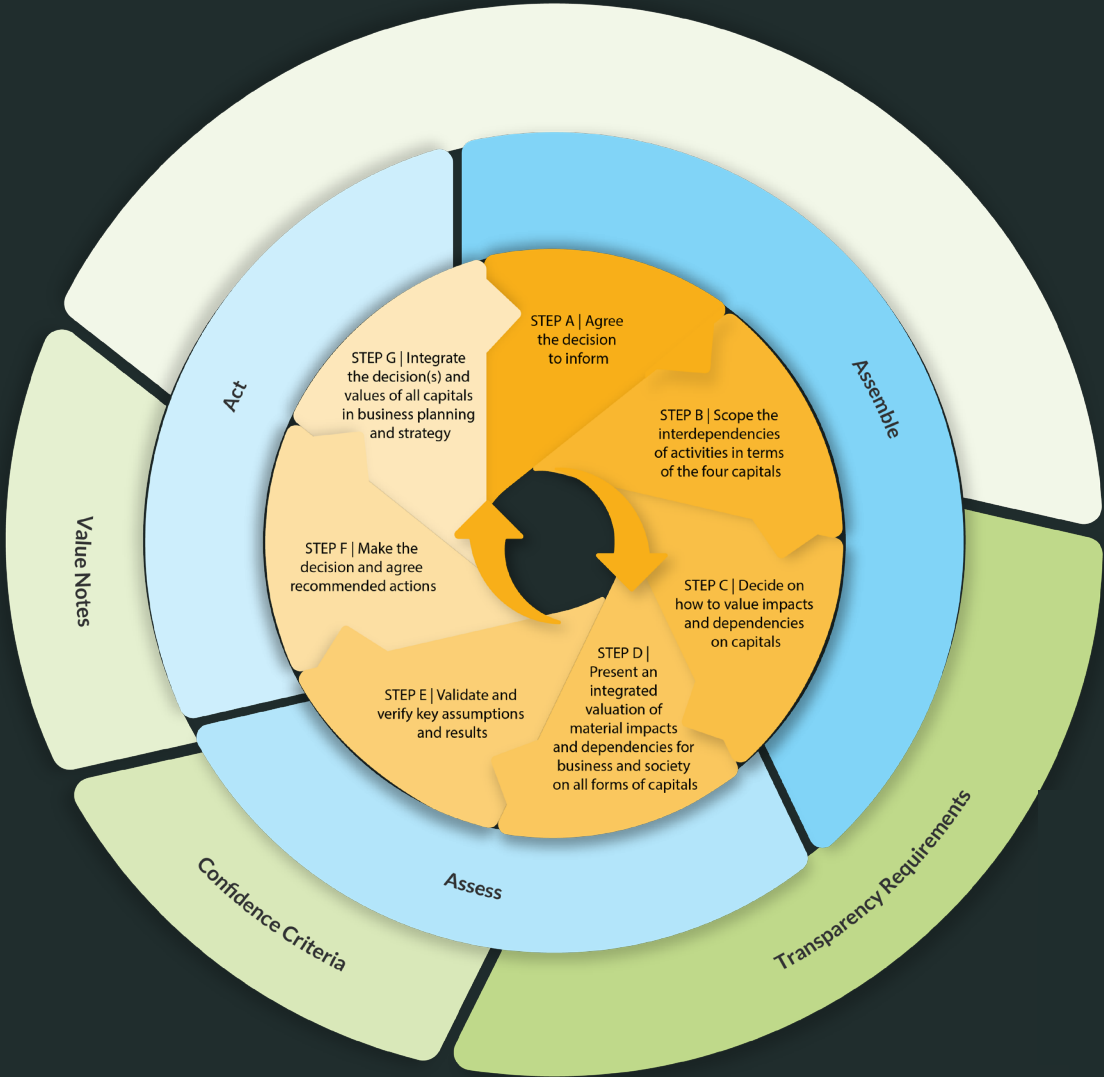 STEP A | Agree
the decision
to inform
STEP B | Scope the
interdependencies
of activities in terms
of the four capitals
STEP C | Decide on
how to value impacts
and dependencies
on capitals
STEP D |
Present an
integrated
valuation of
material impacts
and dependencies for
business and society
on all forms of capitals
STEP E | Validate and
verify key assumptions
and results
STEP F | Make the
decision and agree
recommended actions
STEP G | Integrate
the decision(s) and
values of all capitals
in business planning
and strategy
Assemble
Assess
Act
Transparency Requirements
Confidence Criteria
Value Notes